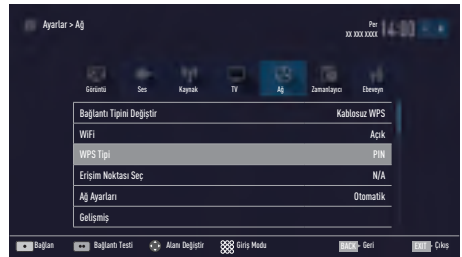 Ayarlar > Ağ
Per
XX XXX XXXX
14:00
Görüntü Ses Kaynak TV Ağ Zamanlayıcı Ebeveyn
Bağlantı Tipini Değiştir Kablosuz WPS
WiFi Açık
WPS Tipi PIN
Erişim Noktası Seç N/A
Ağ Ayarları Otomatik
Gelişmiş
Bağlan Bağlantı Testi Alanı Değiştir Giriş Modu BACK - Geri EXIT - Çıkış